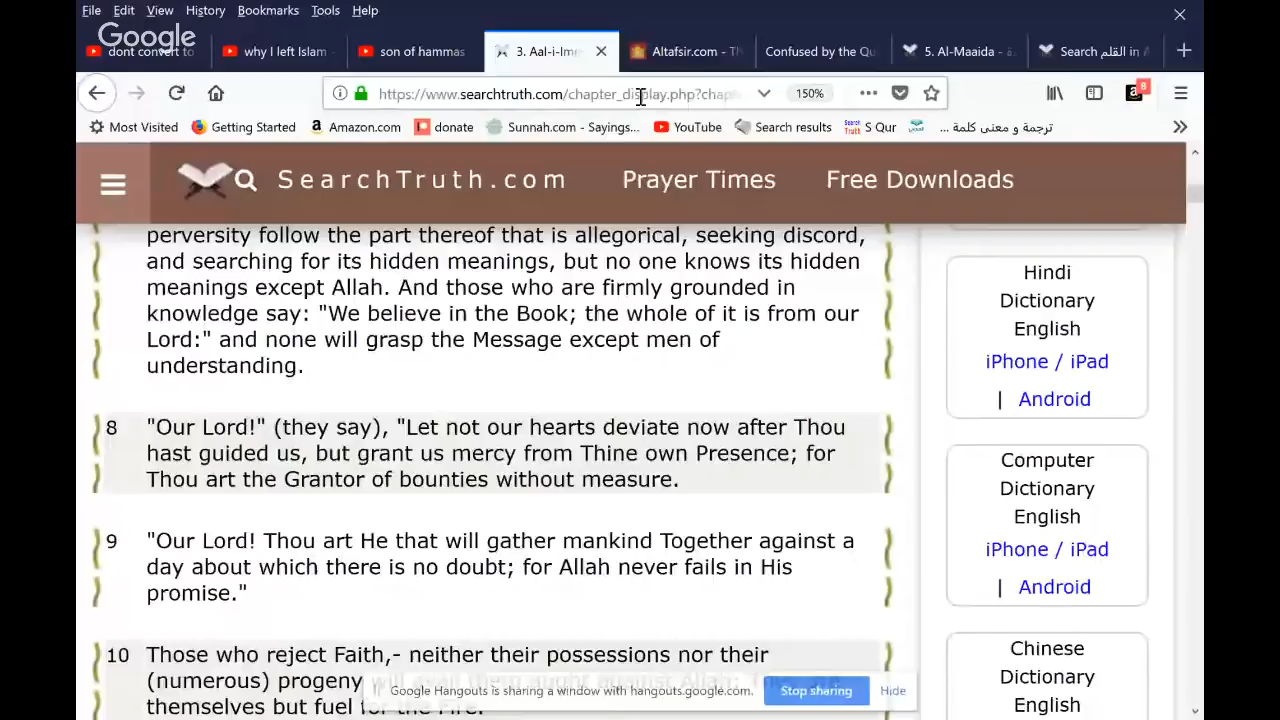 File Edit View History Bookmarks Tools Help
Google
dont convert to
why I left Islam -
son of hammas
3. Aal-i-Im
Altafsir.com - Th
Confused by the Qu
5. Al-Maaida -
Search القلم in
https://www.searchtruth.com/chapter_display.php?chap
150%
8
Most Visited Getting Started Amazon.com donate Sunnah.com - Sayings,... YouTube Search results S Qur ترجمة و معنى كلمة ...
SearchTruth.com Prayer Times Free Downloads
perversity follow the part thereof that is allegorical, seeking discord,
and searching for its hidden meanings, but no one knows its hidden
meanings except Allah. And those who are firmly grounded in
knowledge say: "We believe in the Book; the whole of it is from our
Lord:" and none will grasp the Message except men of
understanding.
8 "Our Lord!" (they say), "Let not our hearts deviate now after Thou
hast guided us, but grant us mercy from Thine own Presence; for
Thou art the Grantor of bounties without measure.
9 "Our Lord! Thou art He that will gather mankind Together against a
day about which there is no doubt; for Allah never fails in His
promise."
10 Those who reject Faith,- neither their possessions nor their
(numerous) progeny
themselves but fuel for the Fire.
Hindi
Dictionary
English
iPhone / iPad
| Android
Computer
Dictionary
English
iPhone / iPad
| Android
Chinese
Dictionary
English
Google Hangouts is sharing a window with hangouts.google.com.
Stop sharing
Hide